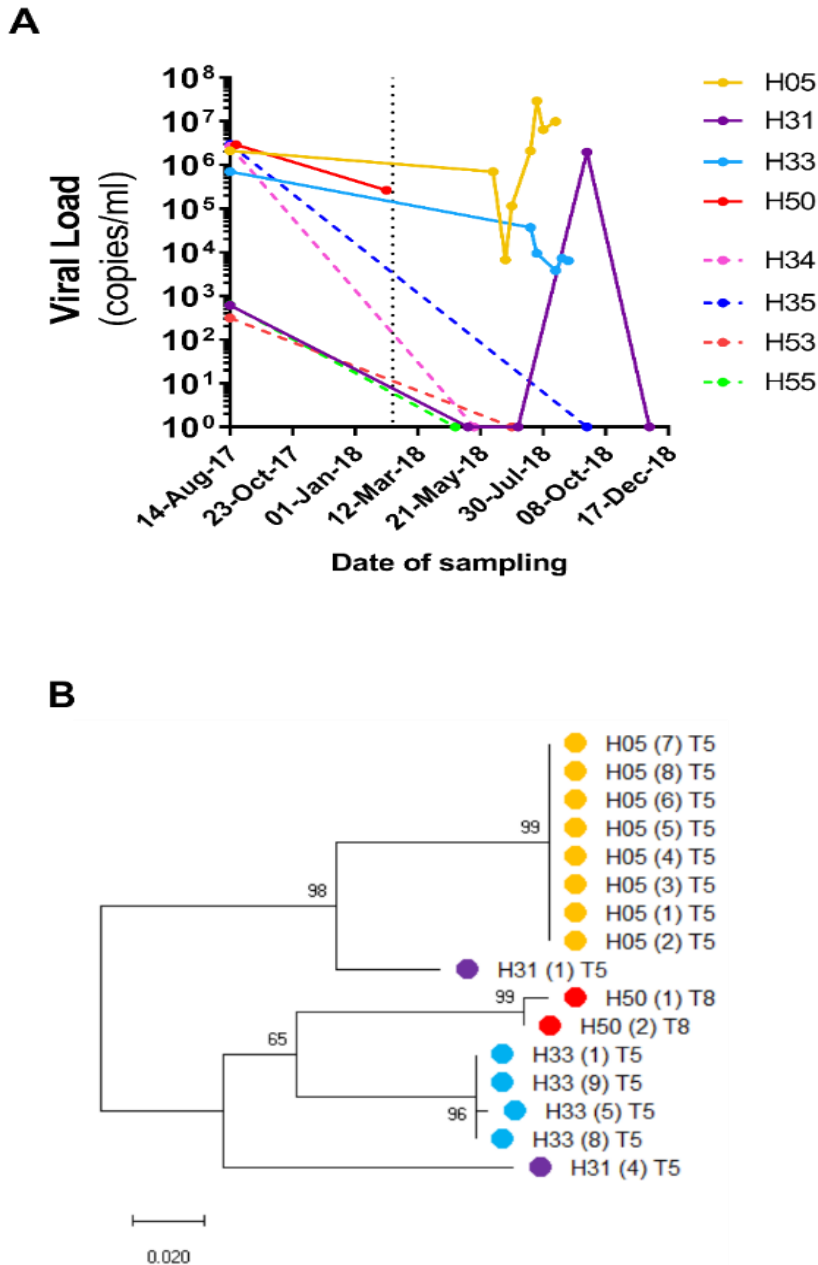 A
Viral Load
(copies/ml)
10⁸
10⁷
10⁶
10⁵
10⁴
10³
10²
10¹
10⁰
14-Aug-17
23-Oct-17
01-Jan-18
12-Mar-18
21-May-18
30-Jul-18
08-Oct-18
17-Dec-18
Date of sampling
H05
H31
H33
H50
H34
H35
H53
H55
B
H05 (7) T5
H05 (8) T5
H05 (6) T5
99
H05 (5) T5
H05 (4) T5
98
H05 (3) T5
H05 (1) T5
H05 (2) T5
H31 (1) T5
99
H50 (1) T8
H50 (2) T8
65
H33 (1) T5
H33 (9) T5
96
H33 (5) T5
H33 (8) T5
H31 (4) T5
0.020